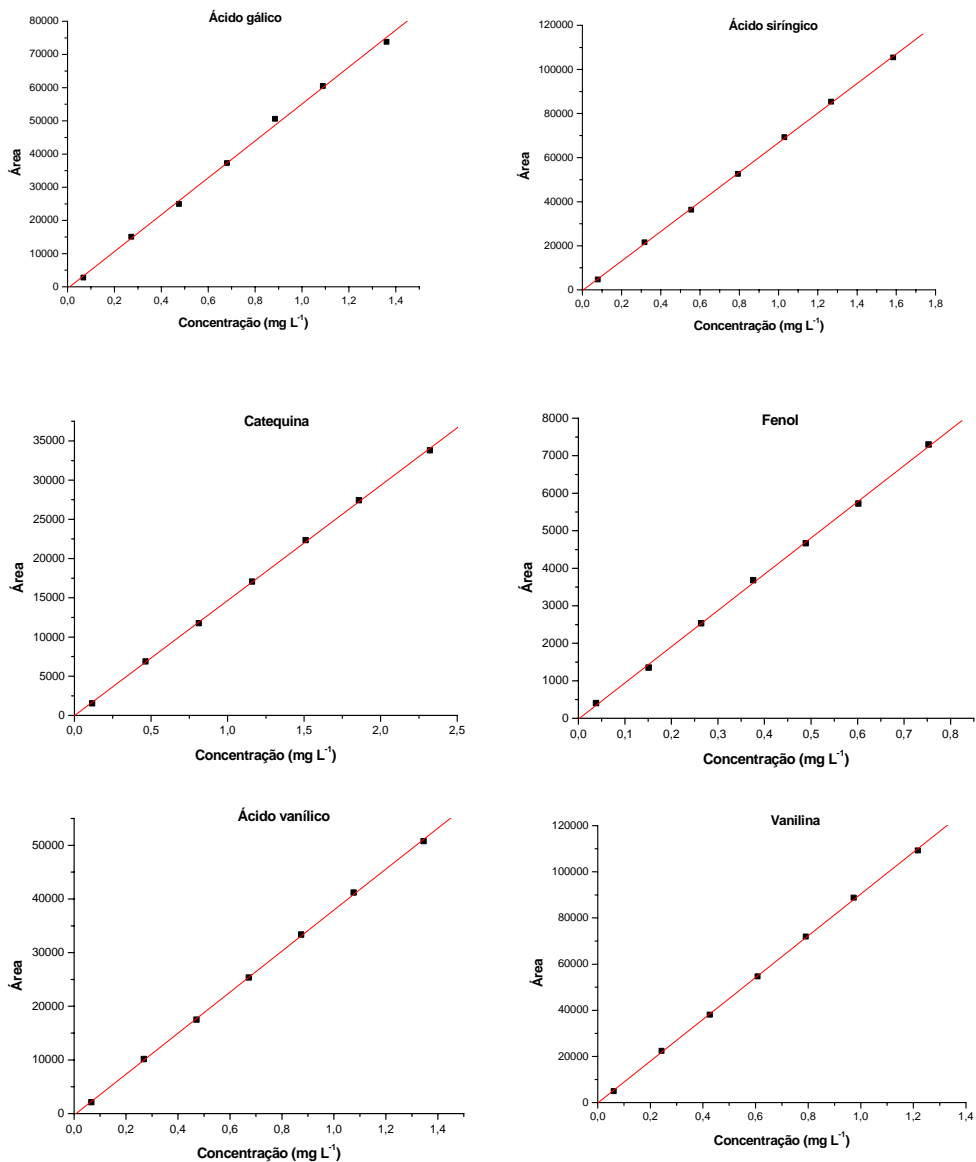 Ácido gálico
80000
70000
60000
50000
40000
30000
20000
10000
0
Área
0,0 0,2 0,4 0,6 0,8 1,0 1,2 1,4
Concentração (mg L⁻¹)
Ácido siríngico
120000
100000
80000
60000
40000
20000
0
Área
0,0 0,2 0,4 0,6 0,8 1,0 1,2 1,4 1,6 1,8
Concentração (mg L⁻¹)
Catequina
35000
30000
25000
20000
15000
10000
5000
0
Área
0,0 0,5 1,0 1,5 2,0 2,5
Concentração (mg L⁻¹)
Fenol
8000
7000
6000
5000
4000
3000
2000
1000
0
Área
0,0 0,1 0,2 0,3 0,4 0,5 0,6 0,7 0,8
Concentração (mg L⁻¹)
Ácido vanílico
50000
40000
30000
20000
10000
0
Área
0,0 0,2 0,4 0,6 0,8 1,0 1,2 1,4
Concentração (mg L⁻¹)
Vanilina
120000
100000
80000
60000
40000
20000
0
Área
0,0 0,2 0,4 0,6 0,8 1,0 1,2 1,4
Concentração (mg L⁻¹)